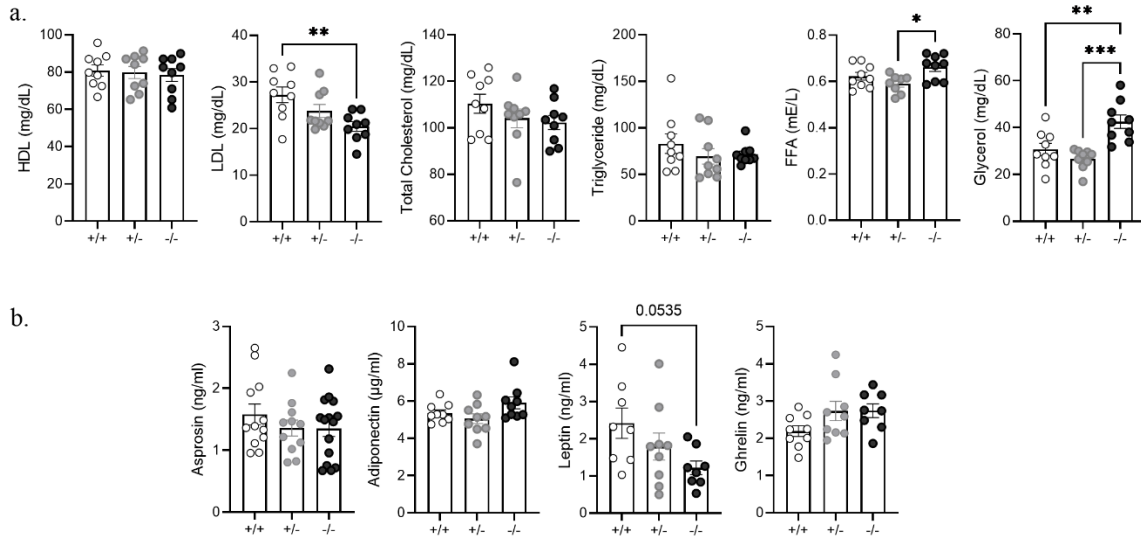 a.
**
*
**
***
HDL (mg/dL)
100
80
60
40
20
0
+/+ +/- -/-
LDL (mg/dL)
40
30
20
10
0
+/+ +/- -/-
Total Cholesterol (mg/dL)
140
120
100
80
60
+/+ +/- -/-
Triglyceride (mg/dL)
200
150
100
50
0
+/+ +/- -/-
FFA (mE/L)
0.8
0.6
0.4
0.2
0.0
+/+ +/- -/-
Glycerol (mg/dL)
80
60
40
20
0
+/+ +/- -/-
b.
0.0535
Asprosin (ng/ml)
3
2
1
0
+/+ +/- -/-
Adiponectin (µg/ml)
10
8
6
4
2
0
+/+ +/- -/-
Leptin (ng/ml)
5
4
3
2
1
0
+/+ +/- -/-
Ghrelin (ng/ml)
5
4
3
2
1
0
+/+ +/- -/-